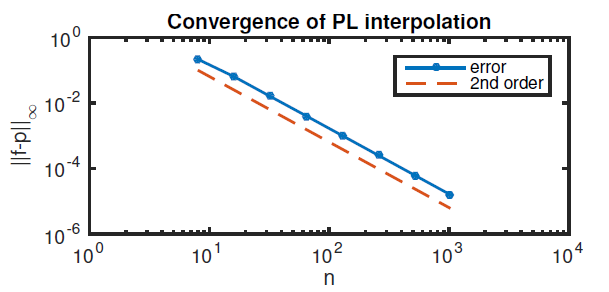 Convergence of PL interpolation
10^0
10^-2
10^-4
10^-6
||f-p||_∞
error
2nd order
10^0 10^1 10^2 10^3 10^4
n